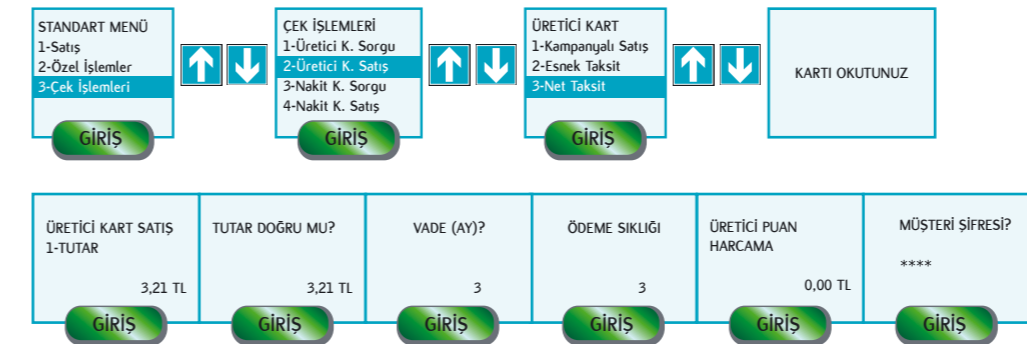 STANDART MENÜ
1-Satış
2-Özel İşlemler
3-Çek İşlemleri
GİRİŞ
ÇEK İŞLEMLERİ
1-Üretici K. Sorgu
2-Üretici K. Satış
3-Nakit K. Sorgu
4-Nakit K. Satış
GİRİŞ
ÜRETİCİ KART
1-Kampanyalı Satış
2-Esnek Taksit
3-Net Taksit
GİRİŞ
KARTI OKUTUNUZ
ÜRETİCİ KART SATIŞ
1-TUTAR
3,21 TL
GİRİŞ
TUTAR DOĞRU MU?
3,21 TL
GİRİŞ
VADE (AY)?
3
GİRİŞ
ÖDEME SIKLIĞI
3
GİRİŞ
ÜRETİCİ PUAN
HARCAMA
0,00 TL
GİRİŞ
MÜŞTERİ ŞİFRESİ?
****
GİRİŞ